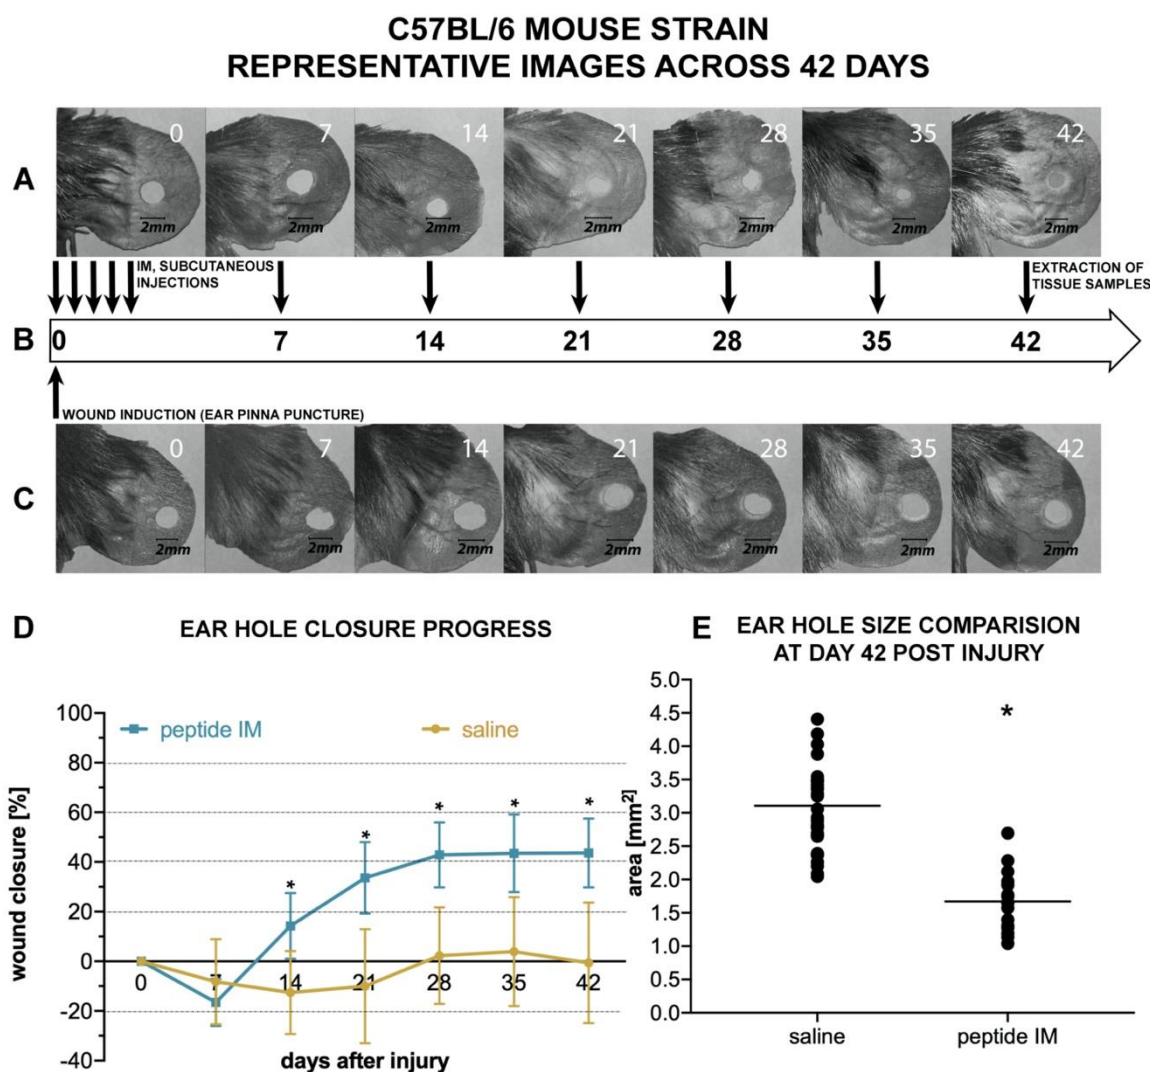 C57BL/6 MOUSE STRAIN
REPRESENTATIVE IMAGES ACROSS 42 DAYS
A
0 7 14 21 28 35 42
2mm 2mm 2mm 2mm 2mm 2mm 2mm
IM, SUBCUTANEOUS
INJECTIONS
EXTRACTION OF
TISSUE SAMPLES
B
0 7 14 21 28 35 42
WOUND INDUCTION (EAR PINNA PUNCTURE)
C
0 7 14 21 28 35 42
2mm 2mm 2mm 2mm 2mm 2mm 2mm
D
EAR HOLE CLOSURE PROGRESS
wound closure [%]
100
80
60
40
20
0
-20
-40
peptide IM
saline
* * * * *
0 7 14 21 28 35 42
days after injury
E
EAR HOLE SIZE COMPARISION
AT DAY 42 POST INJURY
area [mm²]
5.0
4.5
4.0
3.5
3.0
2.5
2.0
1.5
1.0
0.5
0.0
*
saline peptide IM